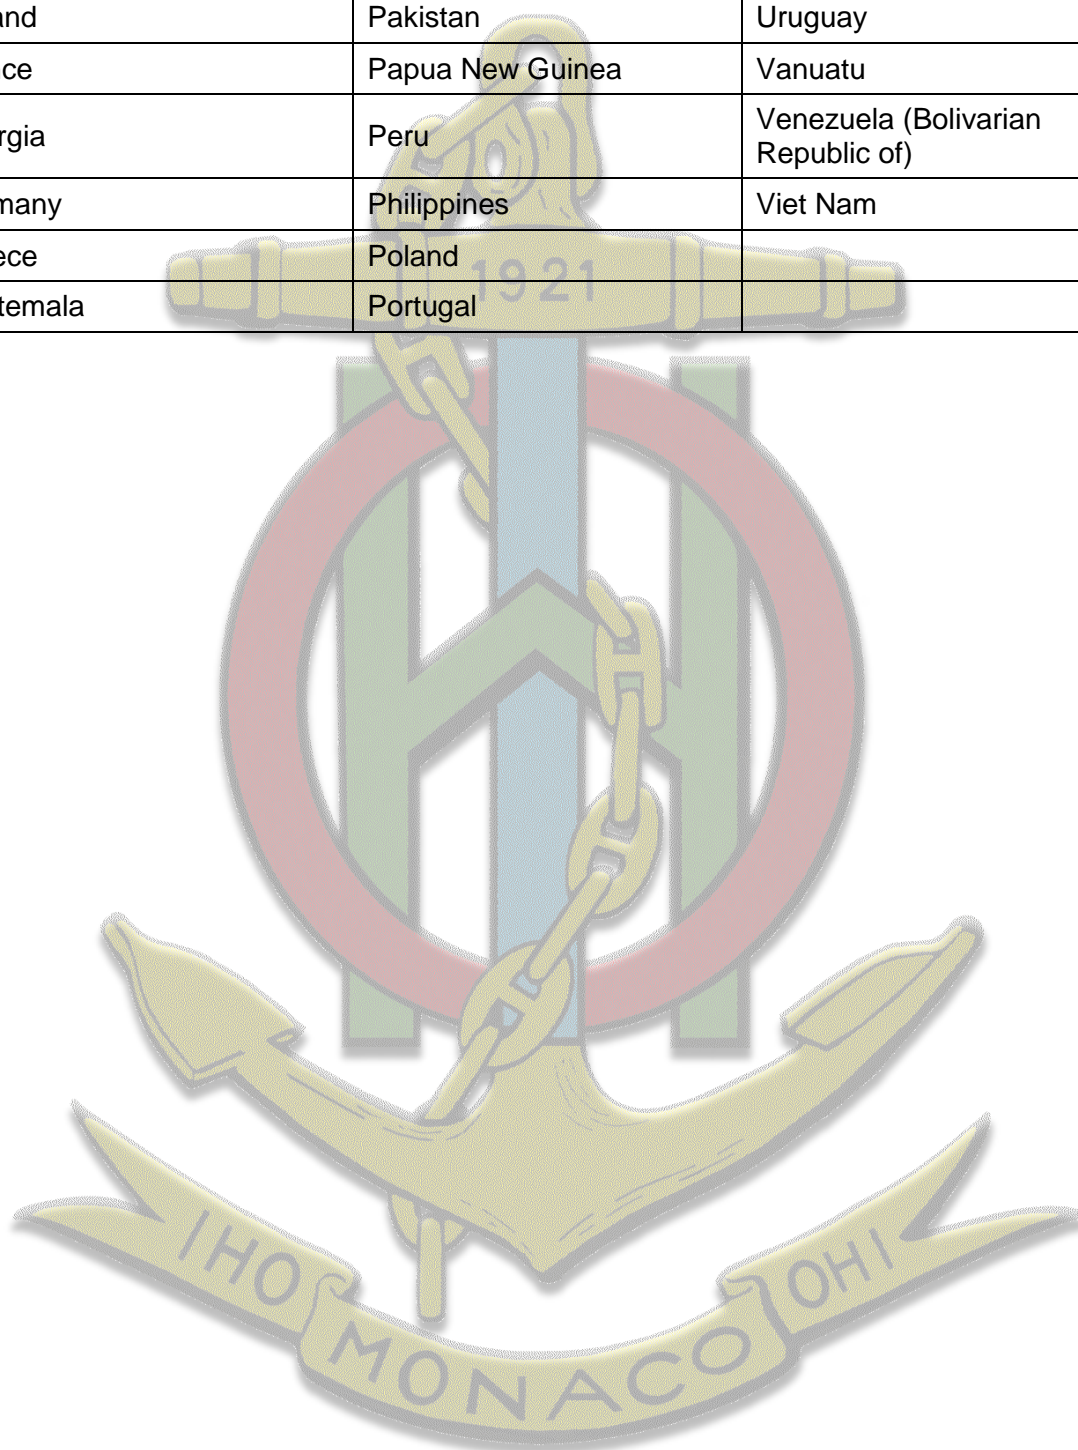 and Pakistan Uruguay
nce Papua New Guinea Vanuatu
rgia Peru Venezuela (Bolivarian
Republic of)
many Philippines Viet Nam
ece Poland
temala Portugal
1921
IHO MONACO OHI